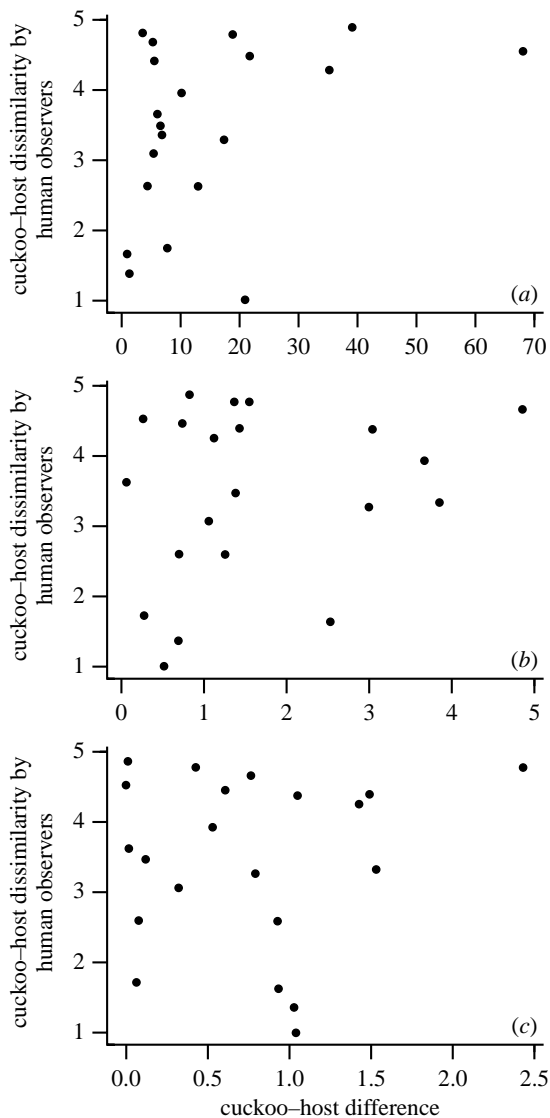 cuckoo–host dissimilarity by
human observers
5
4
3
2
1
(a)
0 10 20 30 40 50 60 70
cuckoo–host dissimilarity by
human observers
5
4
3
2
1
(b)
0 1 2 3 4 5
cuckoo–host dissimilarity by
human observers
5
4
3
2
1
(c)
0.0 0.5 1.0 1.5 2.0 2.5
cuckoo–host difference